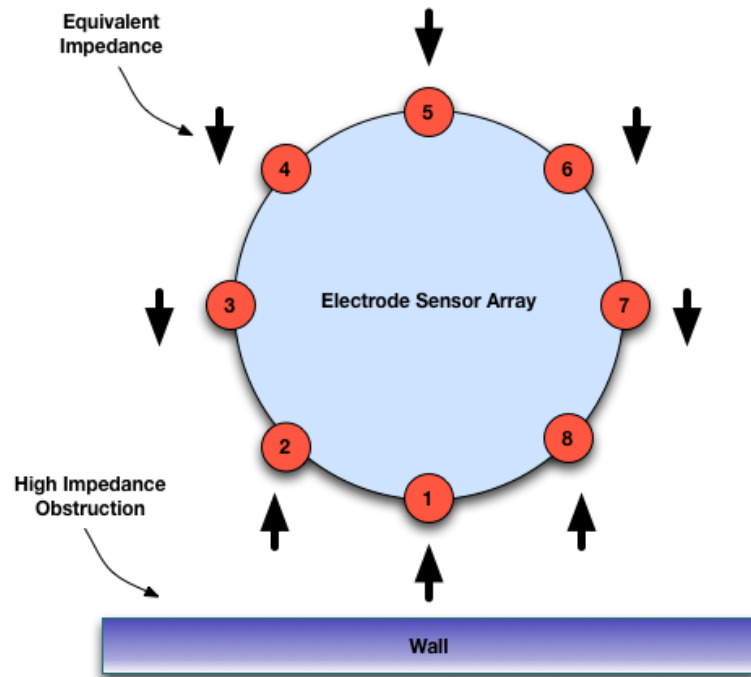 Equivalent
Impedance
5
4
6
3
Electrode Sensor Array
7
2
8
1
High Impedance
Obstruction
Wall